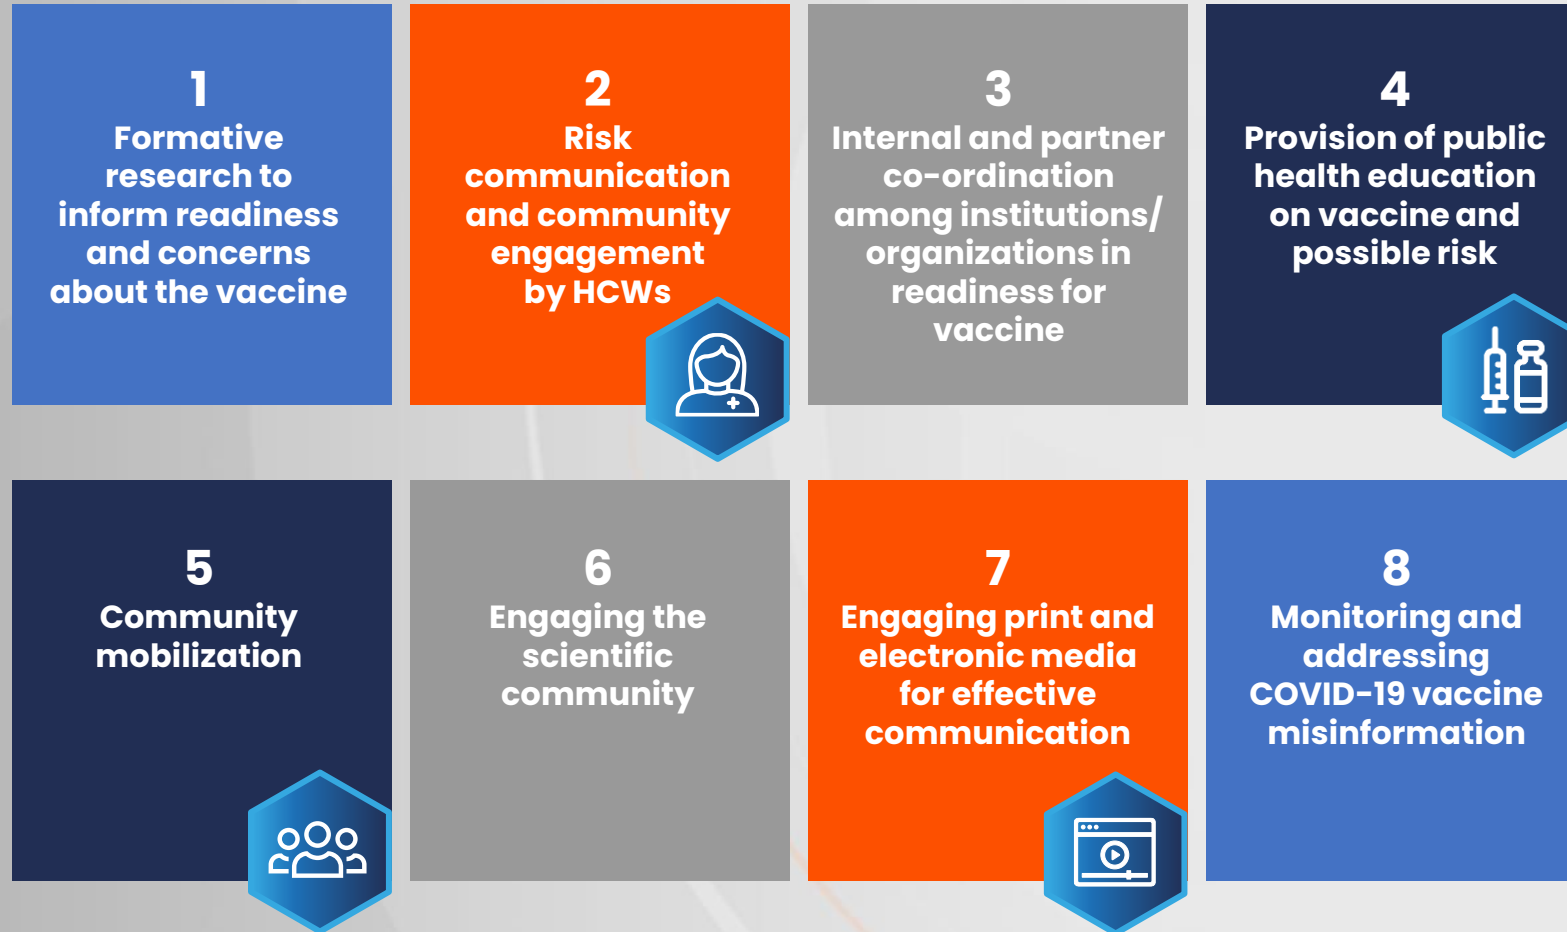 1
Formative
research to
inform readiness
and concerns
about the vaccine
2
Risk
communication
and community
engagement
by HCWs
3
Internal and partner
co-ordination
among institutions/
organizations in
readiness for
vaccine
4
Provision of public
health education
on vaccine and
possible risk
5
Community
mobilization
6
Engaging the
scientific
community
7
Engaging print and
electronic media
for effective
communication
8
Monitoring and
addressing
COVID-19 vaccine
misinformation